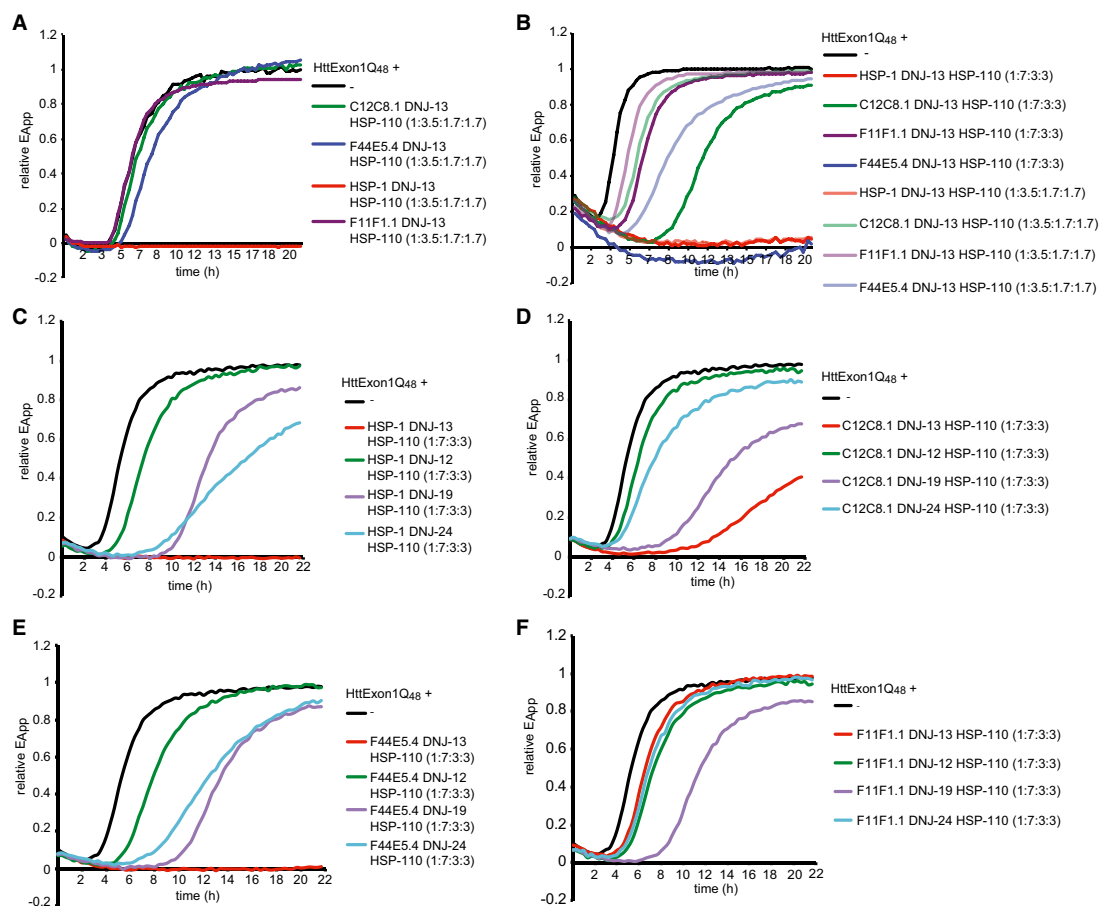 A
1.2
1
0.8
0.6
0.4
0.2
0
-0.2
relative EApp
2 3 5 7 8 10 12 13 15 17 18 20
time (h)
HttExon1Q48 +
-
C12C8.1 DNJ-13
HSP-110 (1:3.5:1.7:1.7)
F44E5.4 DNJ-13
HSP-110 (1:3.5:1.7:1.7)
HSP-1 DNJ-13
HSP-110 (1:3.5:1.7:1.7)
F11F1.1 DNJ-13
HSP-110 (1:3.5:1.7:1.7)
B
1.2
1
0.8
0.6
0.4
0.2
0
-0.2
relative EApp
2 3 5 7 8 10 12 13 15 17 18 20
time (h)
HttExon1Q48 +
-
HSP-1 DNJ-13 HSP-110 (1:7:3:3)
C12C8.1 DNJ-13 HSP-110 (1:7:3:3)
F11F1.1 DNJ-13 HSP-110 (1:7:3:3)
F44E5.4 DNJ-13 HSP-110 (1:7:3:3)
HSP-1 DNJ-13 HSP-110 (1:3.5:1.7:1.7)
C12C8.1 DNJ-13 HSP-110 (1:3.5:1.7:1.7)
F11F1.1 DNJ-13 HSP-110 (1:3.5:1.7:1.7)
F44E5.4 DNJ-13 HSP-110 (1:3.5:1.7:1.7)
C
1.2
1
0.8
0.6
0.4
0.2
0
-0.2
relative EApp
2 4 6 8 10 12 14 16 18 20 22
time (h)
HttExon1Q48 +
-
HSP-1 DNJ-13
HSP-110 (1:7:3:3)
HSP-1 DNJ-12
HSP-110 (1:7:3:3)
HSP-1 DNJ-19
HSP-110 (1:7:3:3)
HSP-1 DNJ-24
HSP-110 (1:7:3:3)
D
1.2
1
0.8
0.6
0.4
0.2
0
-0.2
relative EApp
2 4 6 8 10 12 14 16 18 20 22
time (h)
HttExon1Q48 +
-
C12C8.1 DNJ-13 HSP-110 (1:7:3:3)
C12C8.1 DNJ-12 HSP-110 (1:7:3:3)
C12C8.1 DNJ-19 HSP-110 (1:7:3:3)
C12C8.1 DNJ-24 HSP-110 (1:7:3:3)
E
1.2
1
0.8
0.6
0.4
0.2
0
-0.2
relative EApp
2 4 6 8 10 12 14 16 18 20 22
time (h)
HttExon1Q48 +
-
F44E5.4 DNJ-13
HSP-110 (1:7:3:3)
F44E5.4 DNJ-12
HSP-110 (1:7:3:3)
F44E5.4 DNJ-19
HSP-110 (1:7:3:3)
F44E5.4 DNJ-24
HSP-110 (1:7:3:3)
F
1.2
1
0.8
0.6
0.4
0.2
0
-0.2
relative EApp
2 4 6 8 10 12 14 16 18 20 22
time (h)
HttExon1Q48 +
-
F11F1.1 DNJ-13 HSP-110 (1:7:3:3)
F11F1.1 DNJ-12 HSP-110 (1:7:3:3)
F11F1.1 DNJ-19 HSP-110 (1:7:3:3)
F11F1.1 DNJ-24 HSP-110 (1:7:3:3)